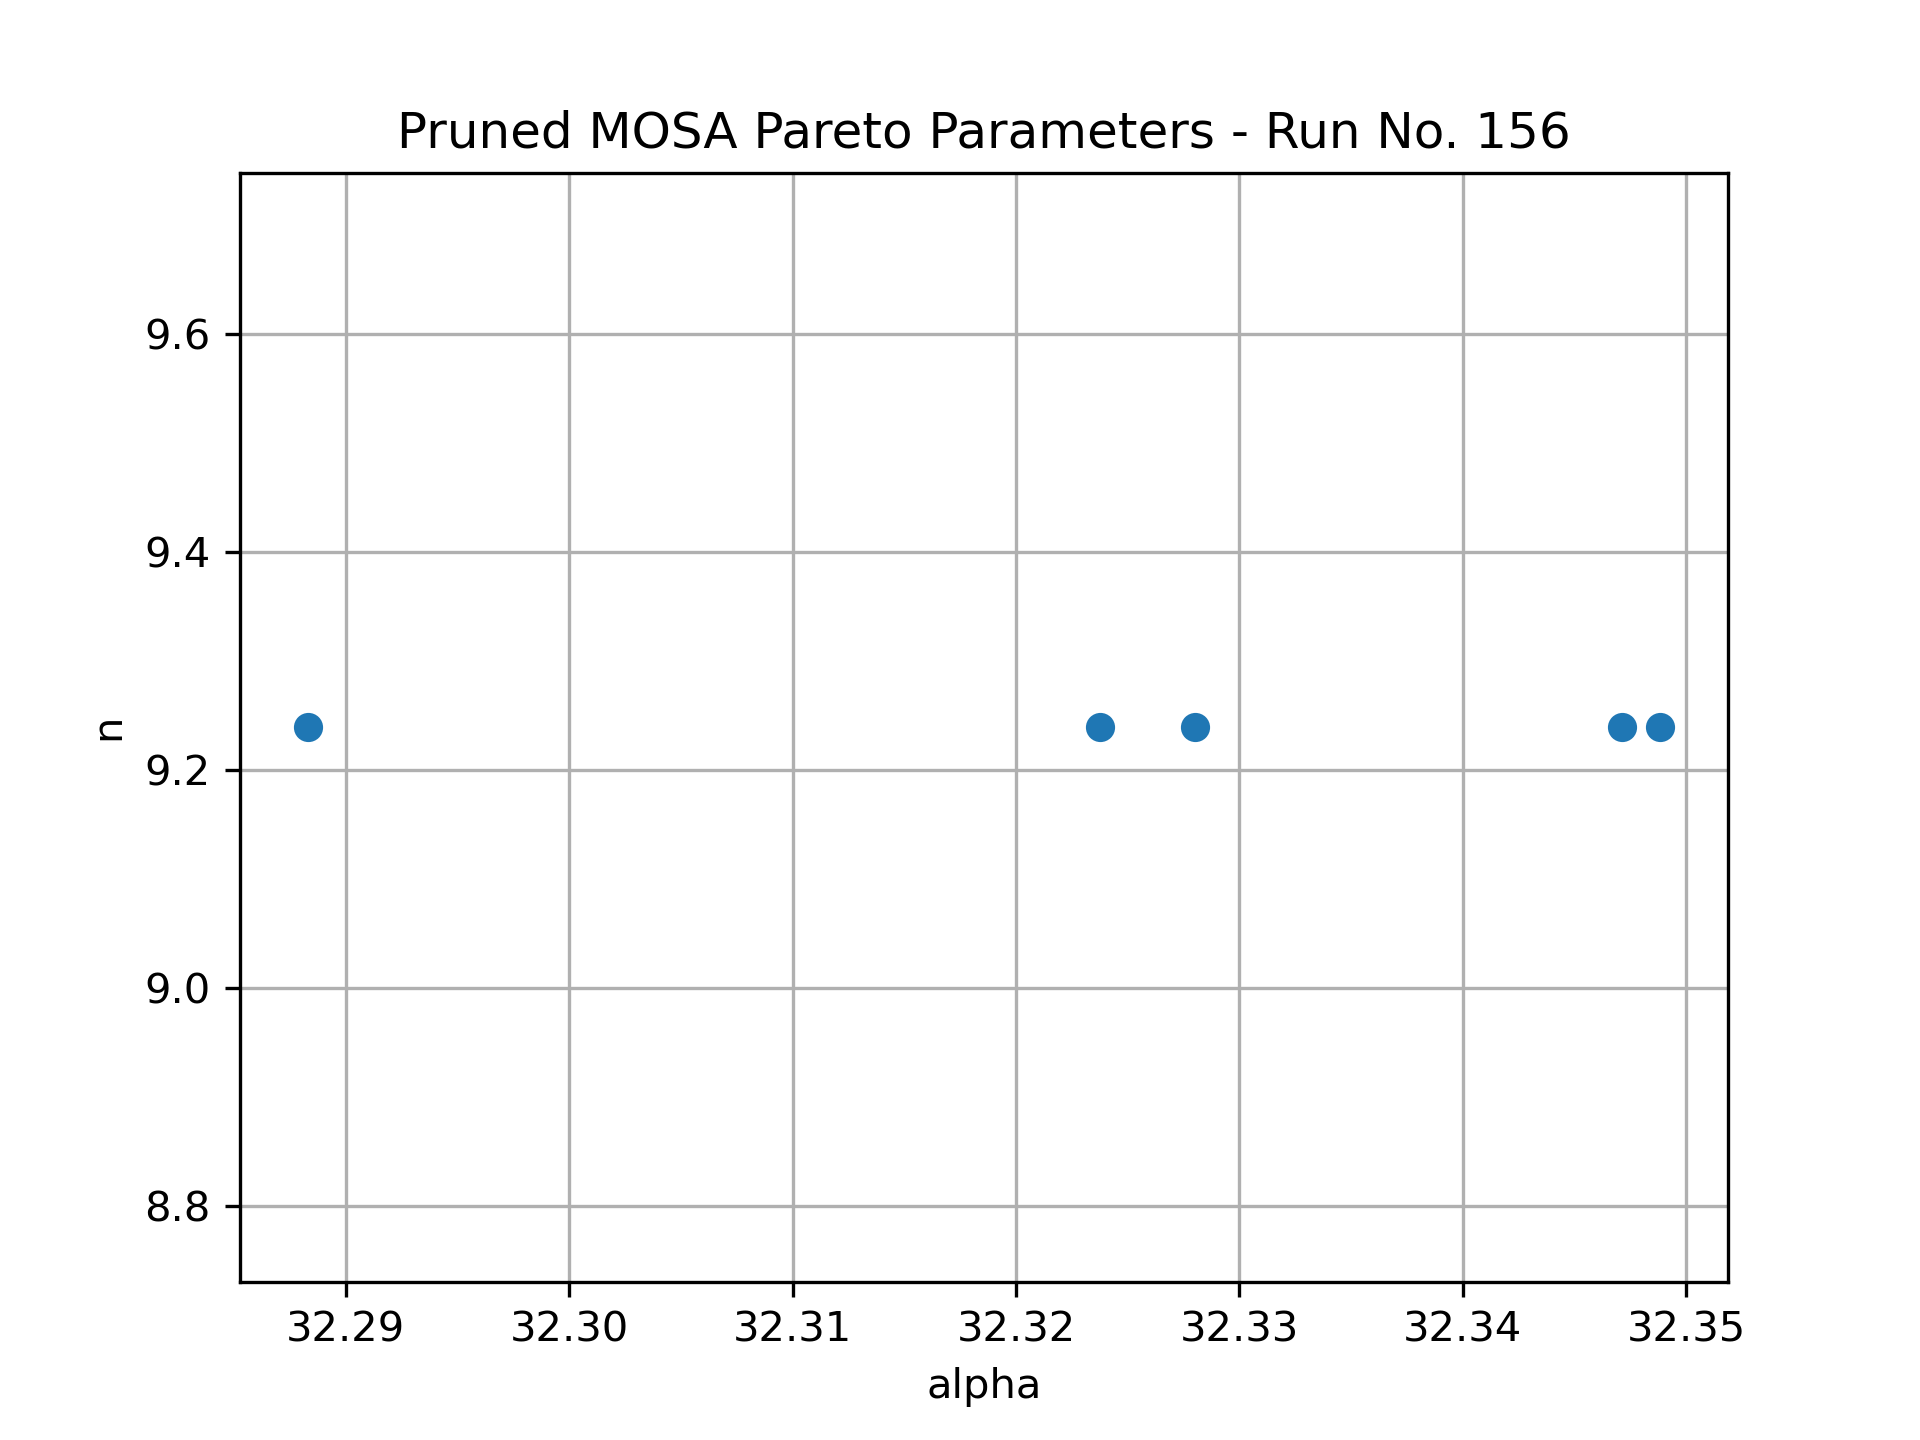 Pruned MOSA Pareto Parameters - Run No. 156
n
9.6
9.4
9.2
9.0
8.8
32.29 32.30 32.31 32.32 32.33 32.34 32.35
alpha